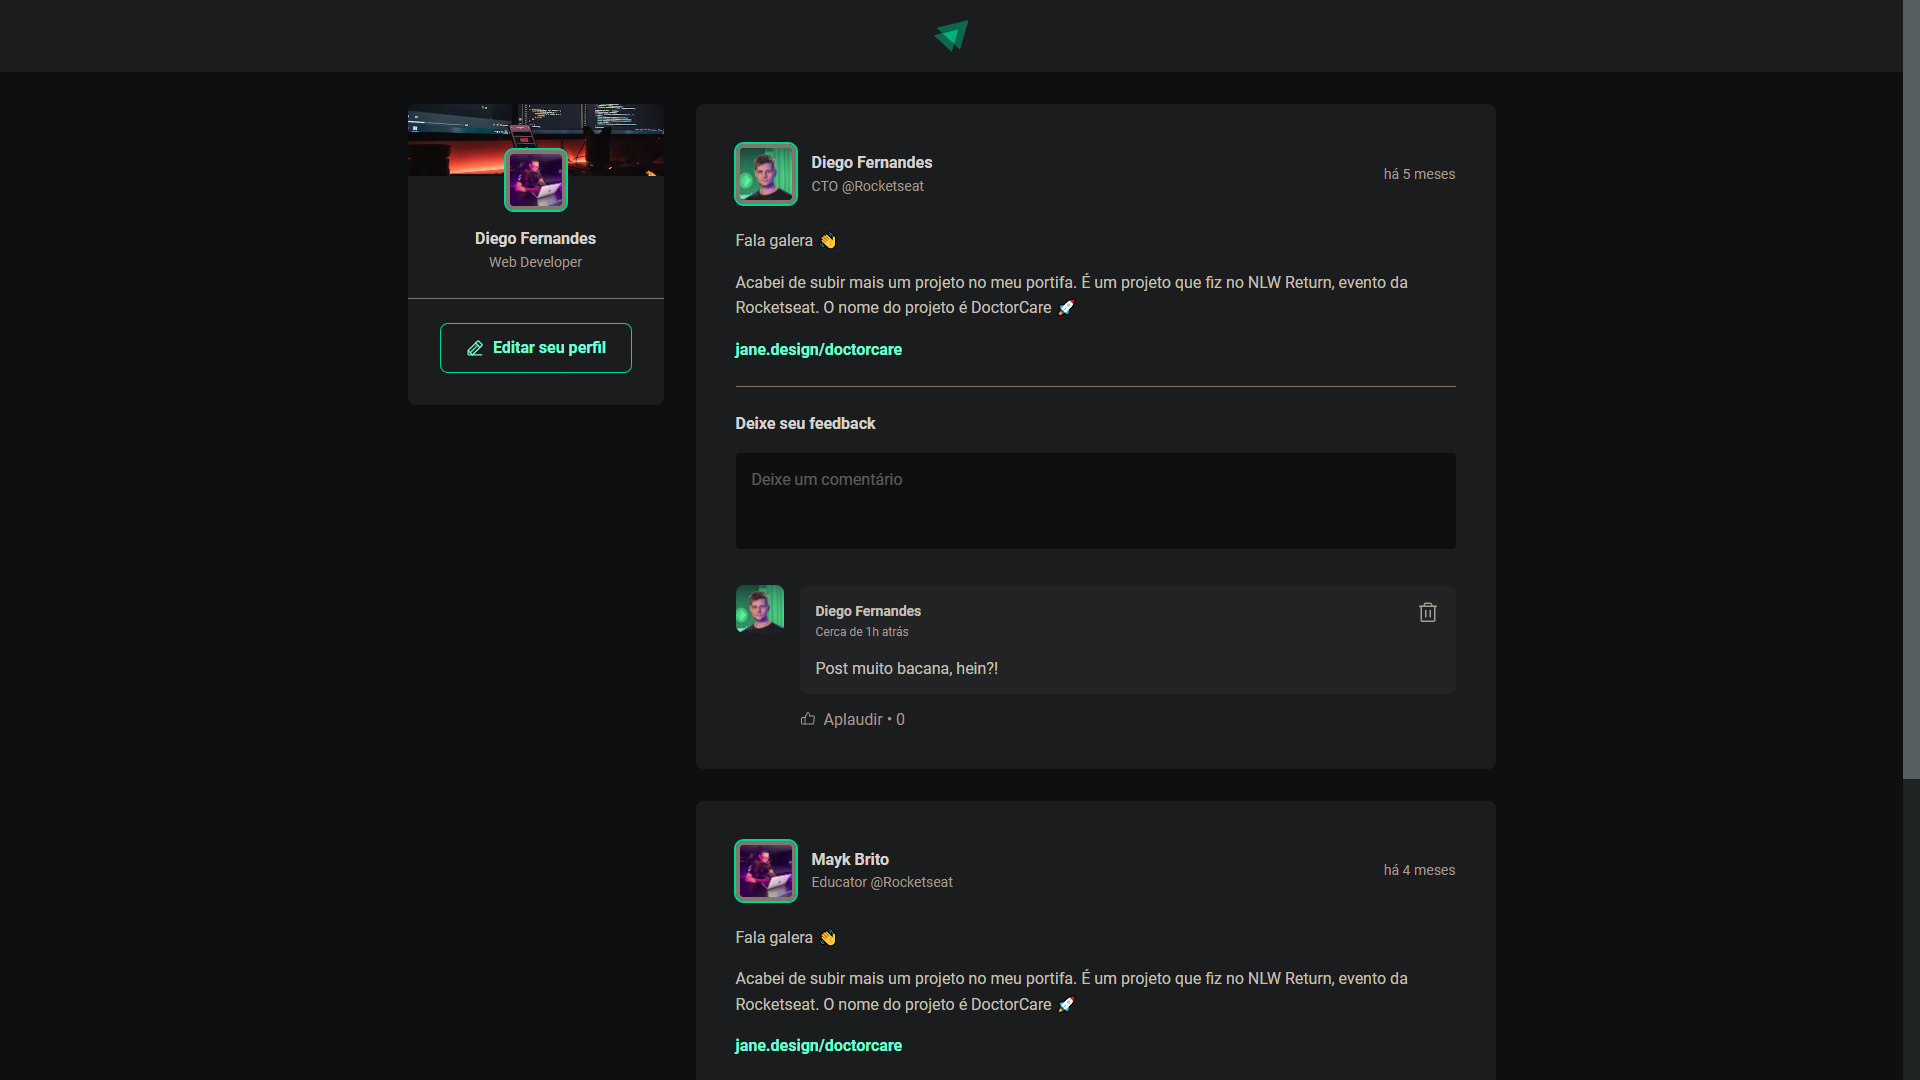 Diego Fernandes
Web Developer
Editar seu perfil
Diego Fernandes
CTO @Rocketseat
há 5 meses
Fala galera 👋
Acabei de subir mais um projeto no meu portifa. É um projeto que fiz no NLW Return, evento da
Rocketseat. O nome do projeto é DoctorCare 🚀
jane.design/doctorcare
Deixe seu feedback
Deixe um comentário
Diego Fernandes
Cerca de 1h atrás
Post muito bacana, hein?!
Aplaudir • 0
Mayk Brito
Educator @Rocketseat
há 4 meses
Fala galera 👋
Acabei de subir mais um projeto no meu portifa. É um projeto que fiz no NLW Return, evento da
Rocketseat. O nome do projeto é DoctorCare 🚀
jane.design/doctorcare